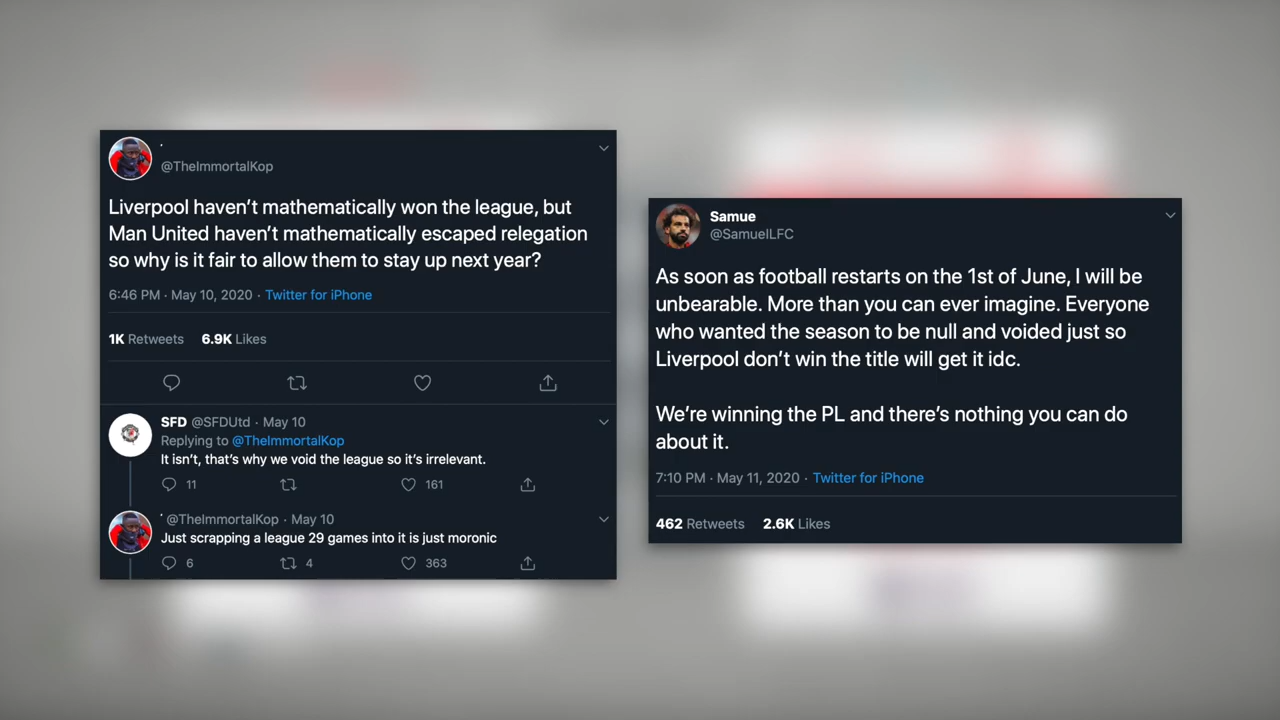 @TheImmortalKop
Liverpool haven't mathematically won the league, but
Man United haven't mathematically escaped relegation
so why is it fair to allow them to stay up next year?
6:46 PM · May 10, 2020 · Twitter for iPhone
1K Retweets 6.9K Likes
SFD @SFDUtd · May 10
Replying to @TheImmortalKop
It isn't, that's why we void the league so it's irrelevant.
11 161
@TheImmortalKop · May 10
Just scrapping a league 29 games into it is just moronic
6 4 363
Samue
@SamuelLFC
As soon as football restarts on the 1st of June, I will be
unbearable. More than you can ever imagine. Everyone
who wanted the season to be null and voided just so
Liverpool don't win the title will get it idc.
We're winning the PL and there's nothing you can do
about it.
7:10 PM · May 11, 2020 · Twitter for iPhone
462 Retweets 2.6K Likes